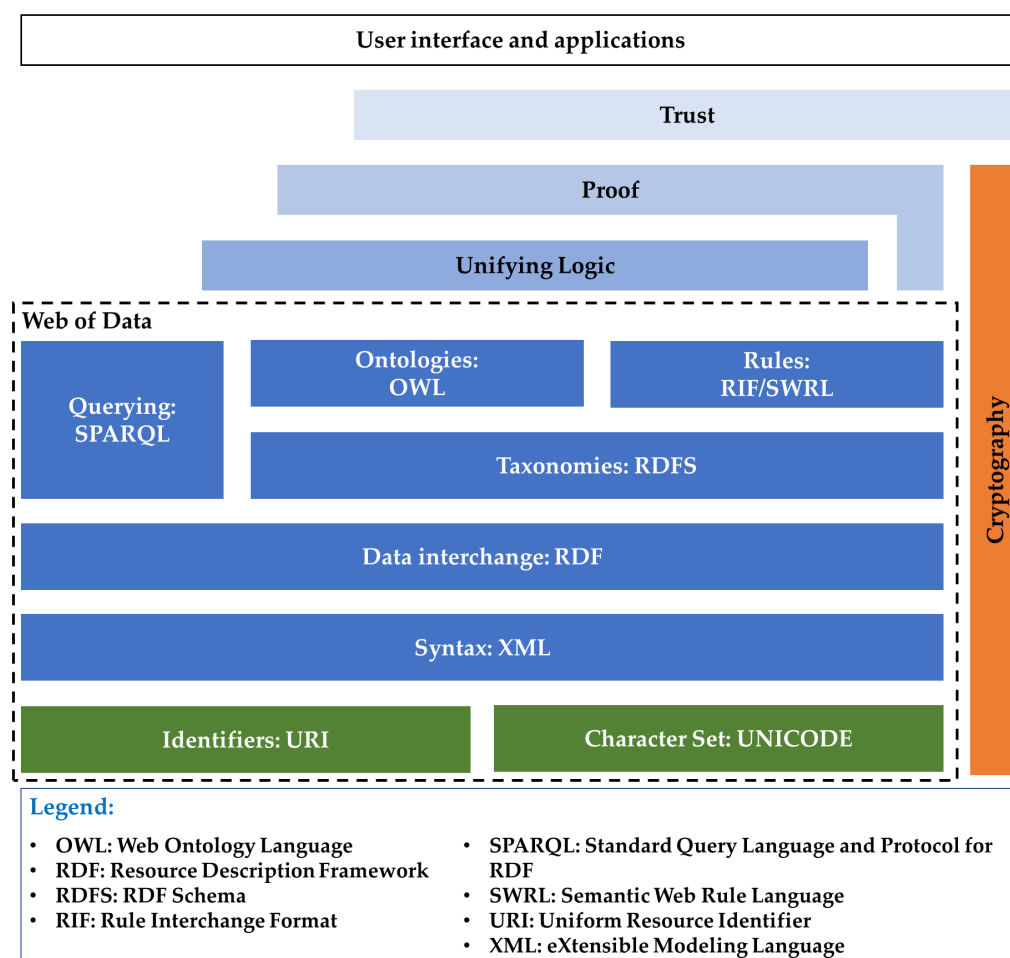 User interface and applications
Trust
Proof
Unifying Logic
Web of Data
Querying:
SPARQL
Ontologies:
OWL
Rules:
RIF/SWRL
Taxonomies: RDFS
Data interchange: RDF
Syntax: XML
Identifiers: URI
Character Set: UNICODE
Cryptography
Legend:
• OWL: Web Ontology Language
• RDF: Resource Description Framework
• RDFS: RDF Schema
• RIF: Rule Interchange Format
• SPARQL: Standard Query Language and Protocol for
RDF
• SWRL: Semantic Web Rule Language
• URI: Uniform Resource Identifier
• XML: eXtensible Modeling Language